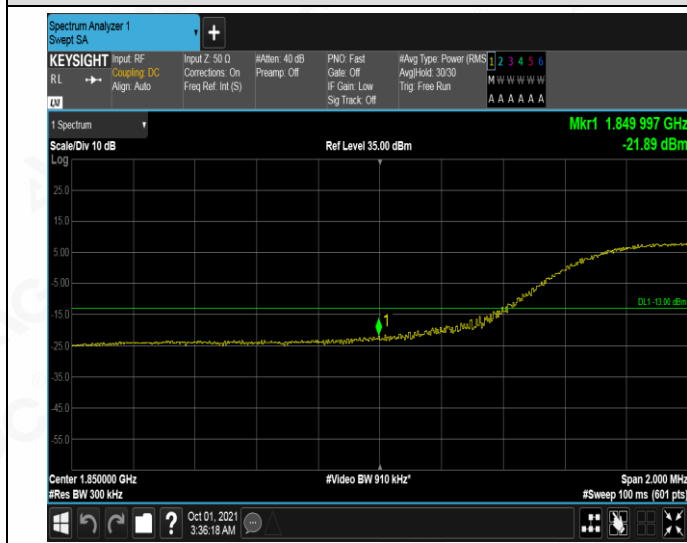 Spectrum Analyzer 1
Swept SA
+
KEYSIGHT
RL
Input: RF
Coupling: DC
Align: Auto
Input Z: 50 Ω
Corrections: On
Freq Ref: Int (S)
#Atten: 40 dB
Preamp: Off
PNO: Fast
Gate: Off
IF Gain: Low
Sig Track: Off
#Avg Type: Power (RMS
Avg|Hold: 30/30
Trig: Free Run
1 2 3 4 5 6
M W W W W W
A A A A A A
LXI
1 Spectrum
Scale/Div 10 dB
Log
Ref Level 35.00 dBm
Mkr1 1.849 997 GHz
-21.89 dBm
25.0
15.0
5.00
-5.00
-15.0
-25.0
-35.0
-45.0
-55.0
1
DL1 -13.00 dBm
Center 1.850000 GHz
#Res BW 300 kHz
#Video BW 910 kHz*
Span 2.000 MHz
#Sweep 100 ms (601 pts)
?
Oct 01, 2021
3:36:18 AM